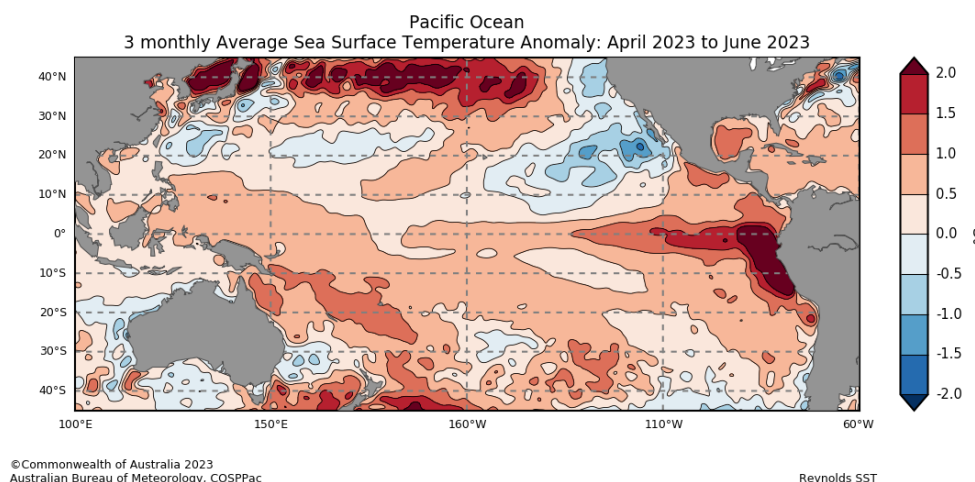 Pacific Ocean
3 monthly Average Sea Surface Temperature Anomaly: April 2023 to June 2023
40°N
30°N
20°N
10°N
0°
10°S
20°S
30°S
40°S
100°E 150°E 160°W 110°W 60°W
2.0
1.5
1.0
0.5
0.0
-0.5
-1.0
-1.5
-2.0
©Commonwealth of Australia 2023
Australian Bureau of Meteorology, COSPPac
Reynolds SST